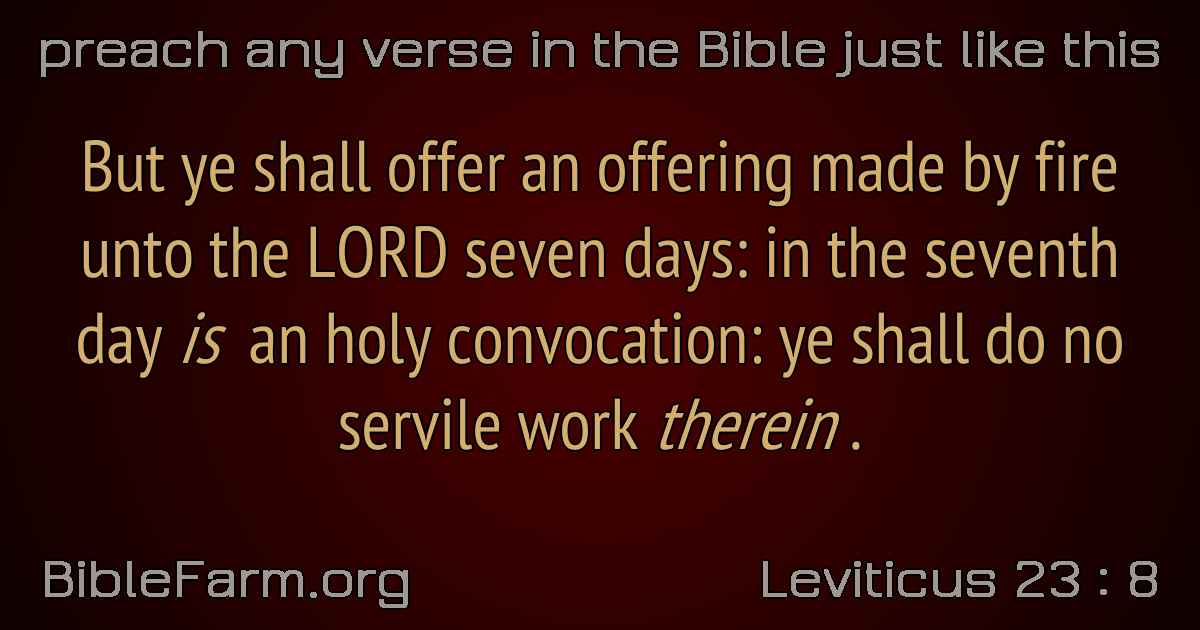 preach any verse in the Bible just like this
But ye shall offer an offering made by fire
unto the LORD seven days: in the seventh
day is an holy convocation: ye shall do no
servile work therein .
BibleFarm.org
Leviticus 23 : 8